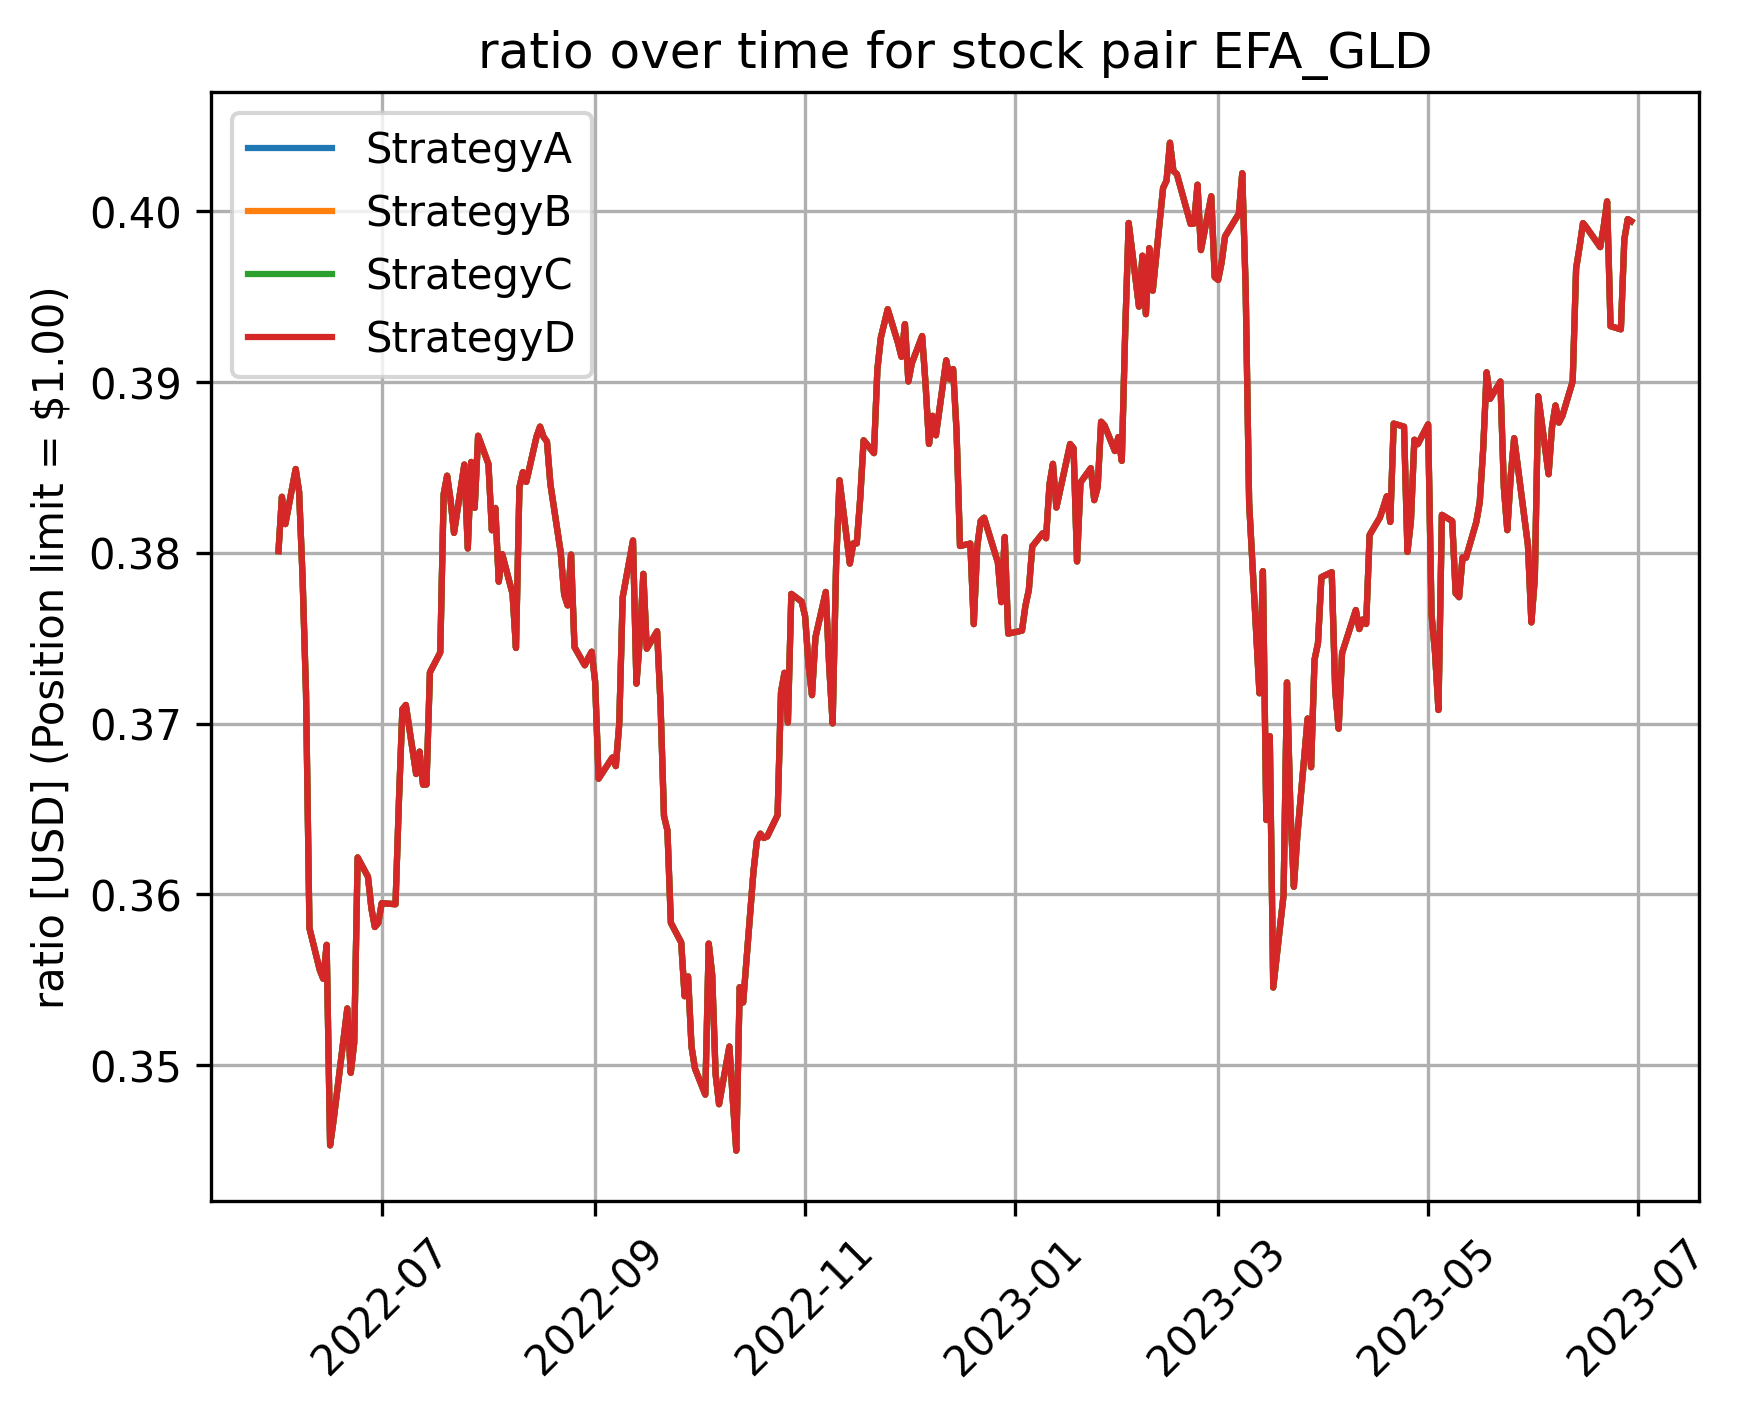 ratio over time for stock pair EFA_GLD
StrategyA
StrategyB
StrategyC
StrategyD
ratio [USD] (Position limit = $1.00)
0.40
0.39
0.38
0.37
0.36
0.35
2022-07
2022-09
2022-11
2023-01
2023-03
2023-05
2023-07